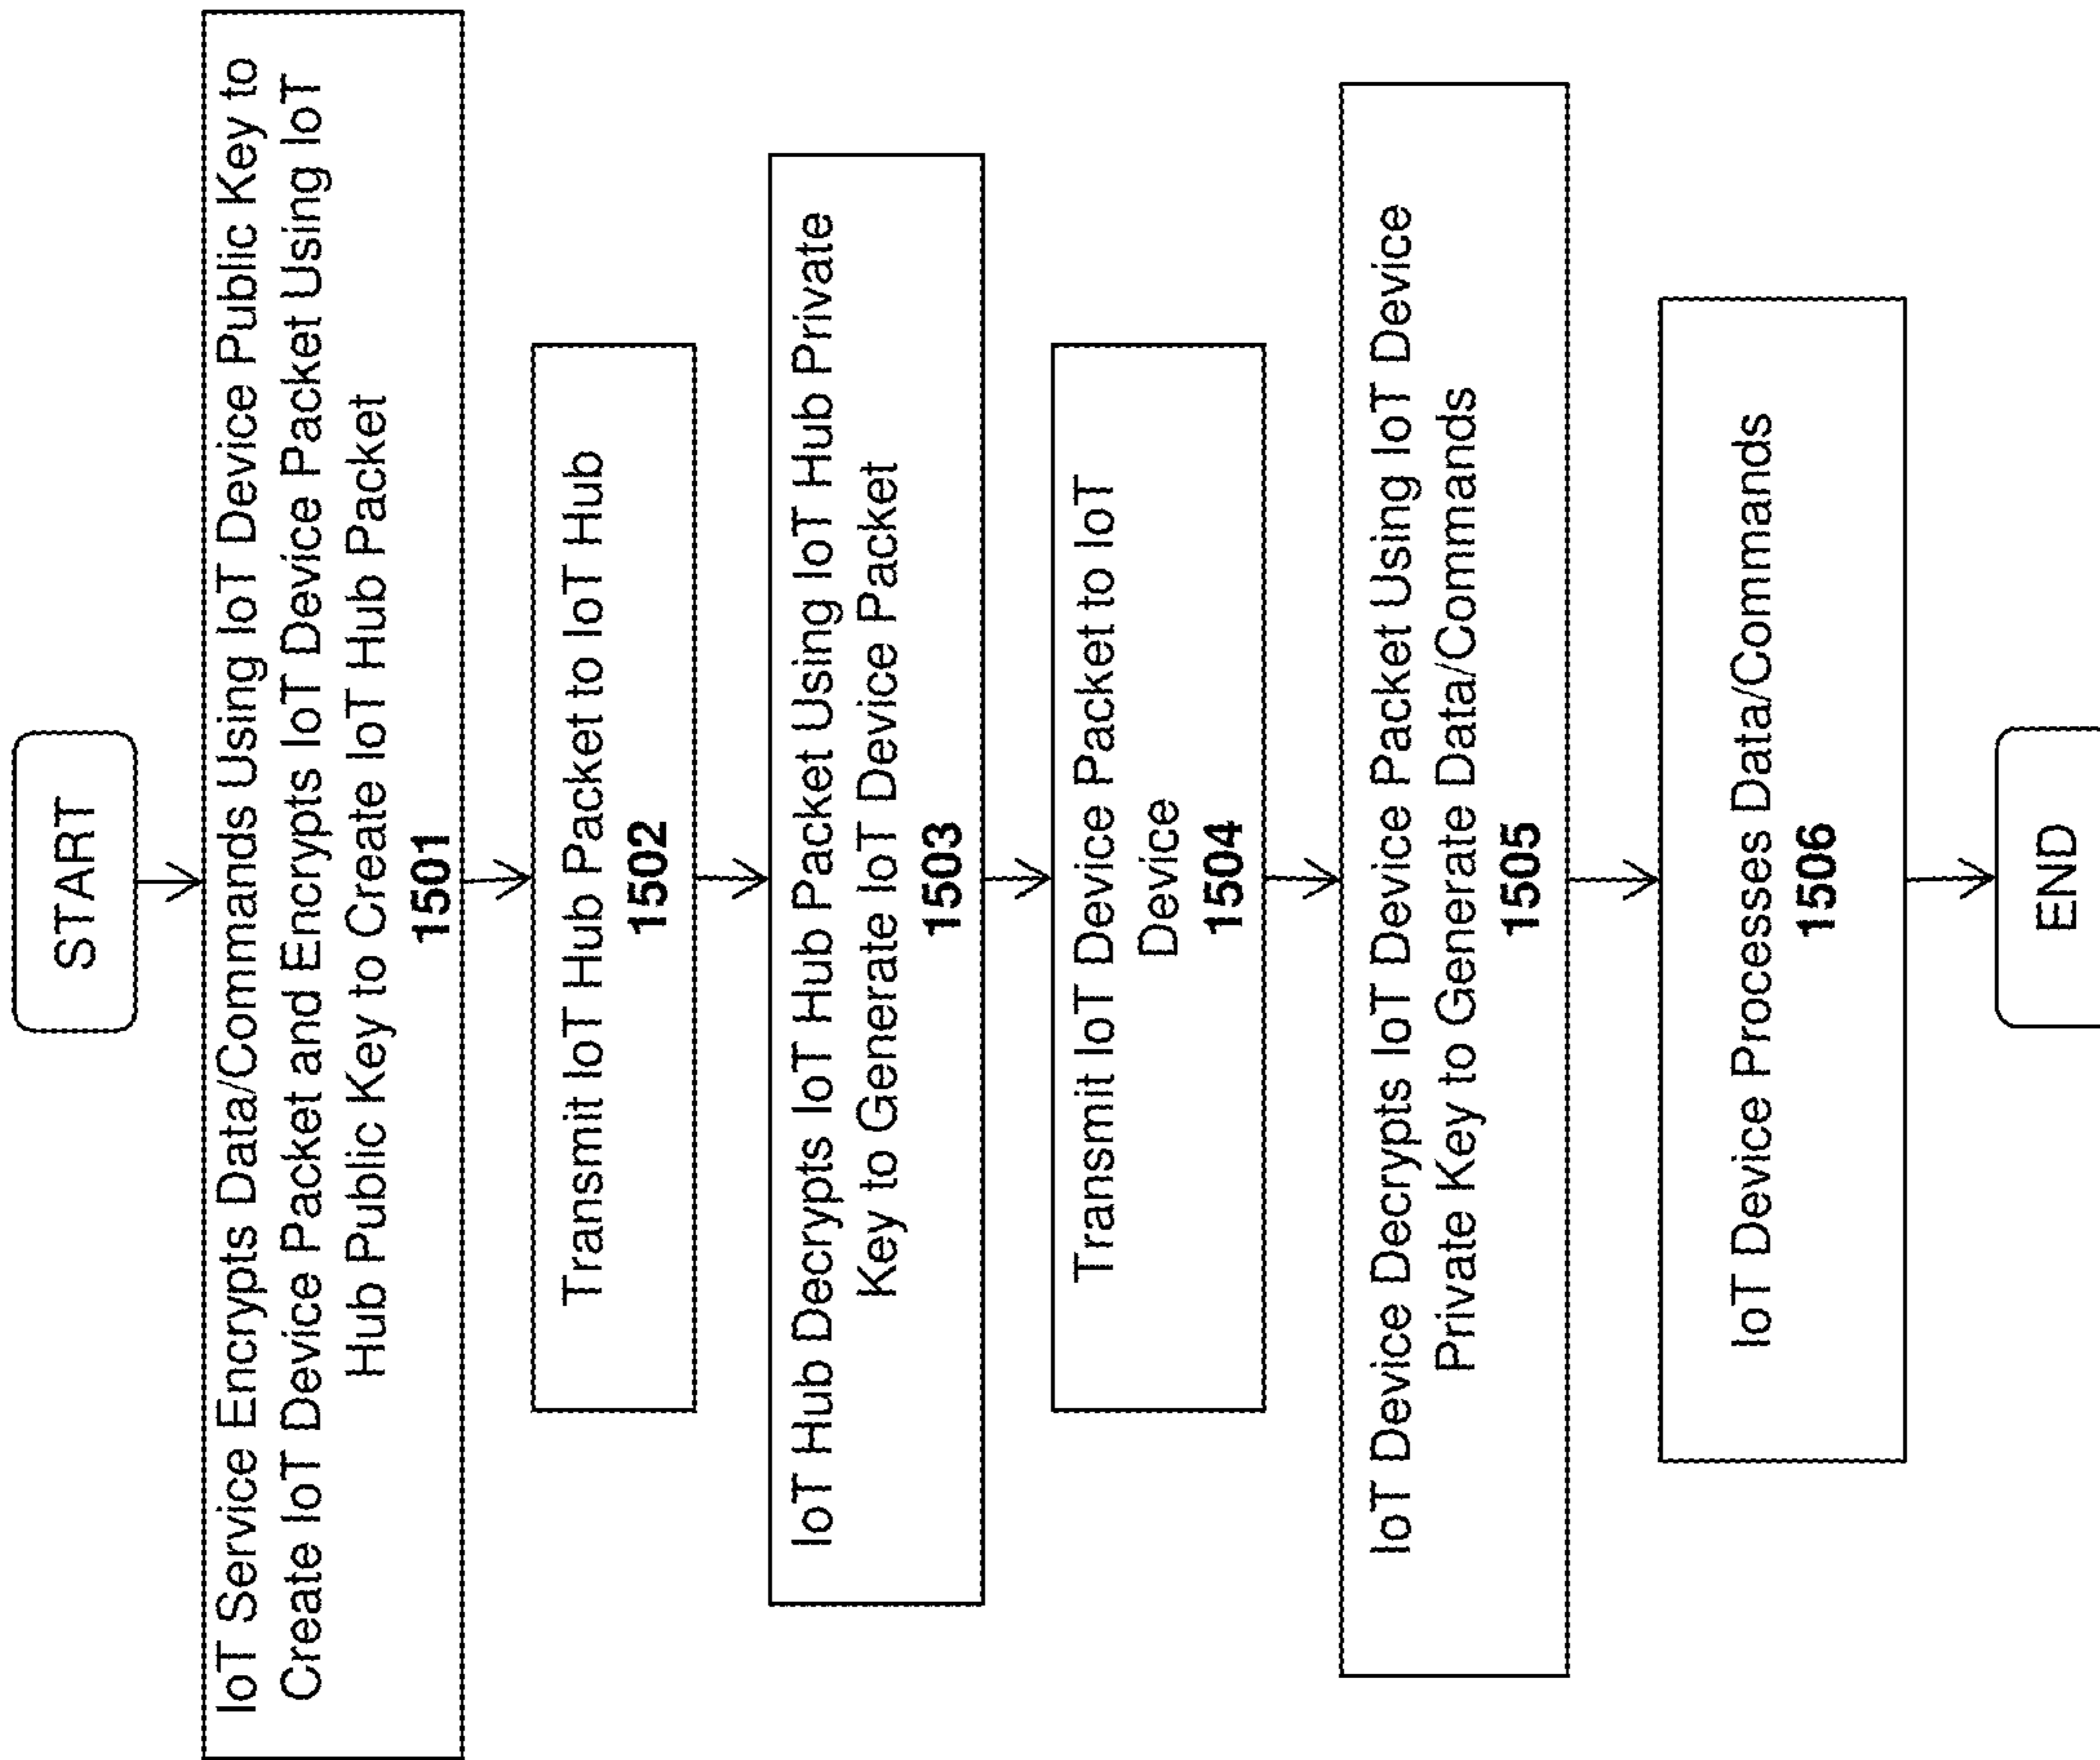 START
IoT Service Encrypts Data/Commands Using IoT Device Public Key to
Create IoT Device Packet and Encrypts IoT Device Packet Using IoT
Hub Public Key to Create IoT Hub Packet
1501
Transmit IoT Hub Packet to IoT Hub
1502
IoT Hub Decrypts IoT Hub Packet Using IoT Hub Private
Key to Generate IoT Device Packet
1503
Transmit IoT Device Packet to IoT
Device
1504
IoT Device Decrypts IoT Device Packet Using IoT Device
Private Key to Generate Data/Commands
1505
IoT Device Processes Data/Commands
1506
END